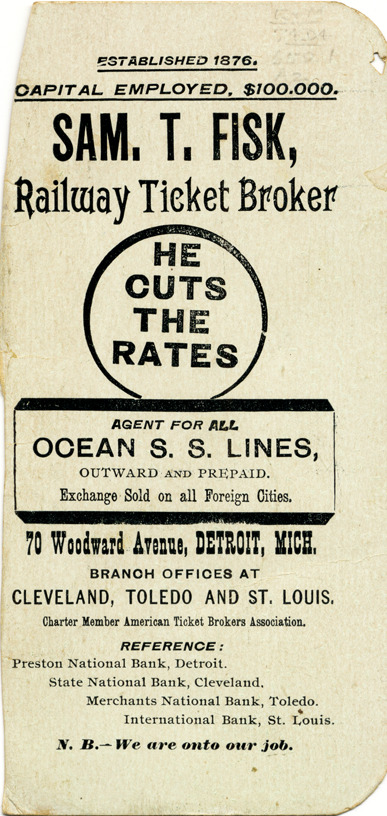 ESTABLISHED 1876.
CAPITAL EMPLOYED, $100.000.
SAM. T. FISK,
Railway Ticket Broker
HE
CUTS
THE
RATES
AGENT FOR ALL
OCEAN S. S. LINES,
OUTWARD AND PREPAID.
Exchange Sold on all Foreign Cities.
70 Woodward Avenue, DETROIT, MICH.
BRANCH OFFICES AT
CLEVELAND, TOLEDO AND ST. LOUIS.
Charter Member American Ticket Brokers Association.
REFERENCE:
Preston National Bank, Detroit.
State National Bank, Cleveland.
Merchants National Bank, Toledo.
International Bank, St. Louis.
N. B.—We are onto our job.